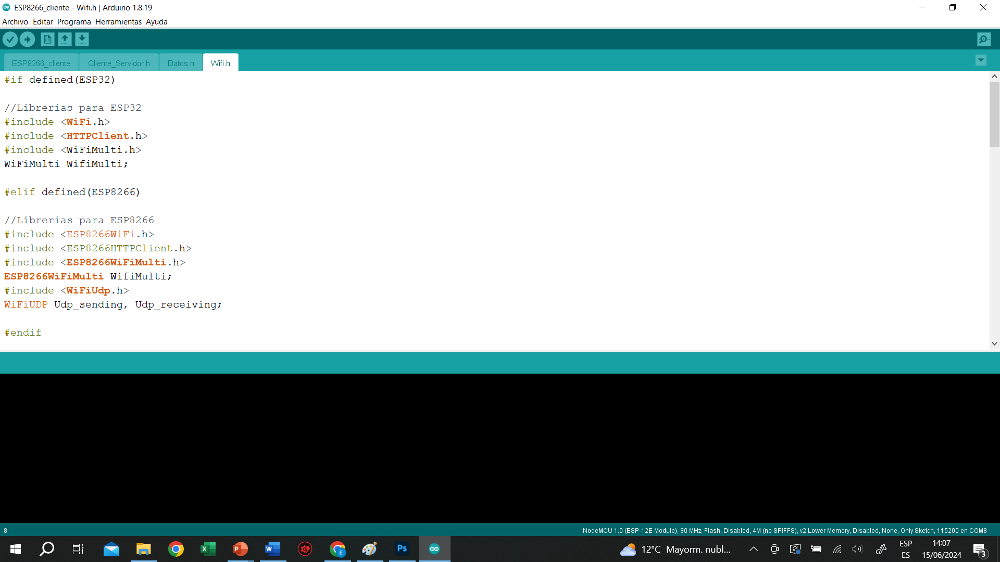 ESP8266_cliente - Wifi.h | Arduino 1.8.19
Archivo Editar Programa Herramientas Ayuda
ESP8266_cliente Cliente_Servidor.h Datos.h Wifi.h
#if defined(ESP32)
//Librerias para ESP32
#include <WiFi.h>
#include <HTTPClient.h>
#include <WiFiMulti.h>
WiFiMulti WifiMulti;
#elif defined(ESP8266)
//Librerias para ESP8266
#include <ESP8266WiFi.h>
#include <ESP8266HTTPClient.h>
#include <ESP8266WiFiMulti.h>
ESP8266WiFiMulti WifiMulti;
#include <WiFiUdp.h>
WiFiUDP Udp_sending, Udp_receiving;
#endif
8 NodeMCU 1.0 (ESP-12E Module), 80 MHz, Flash, Disabled, 4M (no SPIFFS), v2 Lower Memory, Disabled, None, Only Sketch, 115200 en COM8
12°C Mayorm. nubl...
ESP
ES
14:07
15/06/2024
3
X
P
W
E
Ps